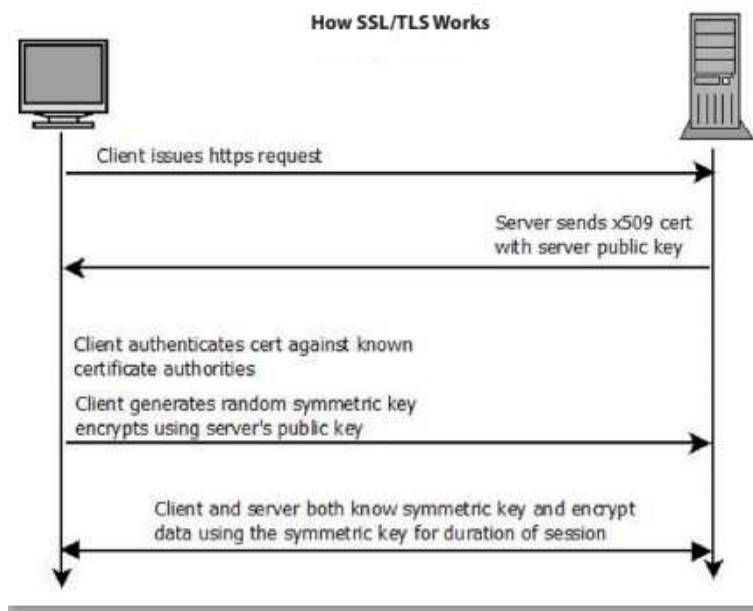 How SSL/TLS Works
Client issues https request
Server sends x509 cert
with server public key
Client authenticates cert against known
certificate authorities
Client generates random symmetric key
encrypts using server's public key
Client and server both know symmetric key and encrypt
data using the symmetric key for duration of session